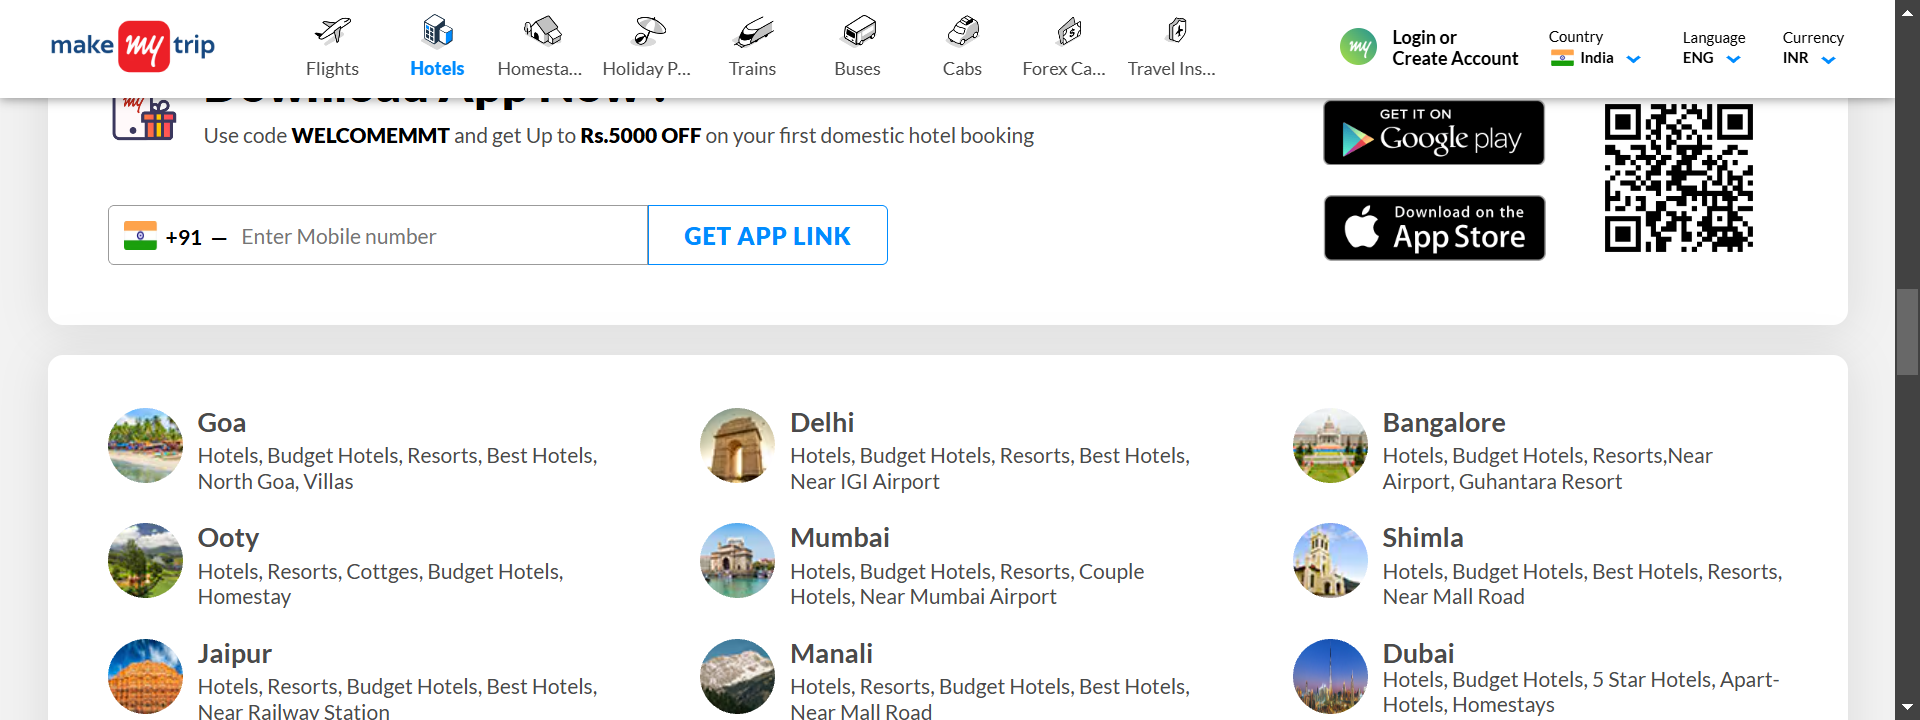 make my trip
Flights
Hotels
Homesta...
Holiday P...
Trains
Buses
Cabs
Forex Ca...
Travel Ins...
my
Login or
Create Account
Country
India
Language
ENG
Currency
INR
my
Download App Now !
Use code WELCOMEMMT and get Up to Rs.5000 OFF on your first domestic hotel booking
+91 – Enter Mobile number
GET APP LINK
GET IT ON
Google play
Download on the
App Store
Goa
Hotels, Budget Hotels, Resorts, Best Hotels,
North Goa, Villas
Delhi
Hotels, Budget Hotels, Resorts, Best Hotels,
Near IGI Airport
Bangalore
Hotels, Budget Hotels, Resorts,Near
Airport, Guhantara Resort
Ooty
Hotels, Resorts, Cottges, Budget Hotels,
Homestay
Mumbai
Hotels, Budget Hotels, Resorts, Couple
Hotels, Near Mumbai Airport
Shimla
Hotels, Budget Hotels, Best Hotels, Resorts,
Near Mall Road
Jaipur
Hotels, Resorts, Budget Hotels, Best Hotels,
Near Railway Station
Manali
Hotels, Resorts, Budget Hotels, Best Hotels,
Near Mall Road
Dubai
Hotels, Budget Hotels, 5 Star Hotels, Apart-
Hotels, Homestays